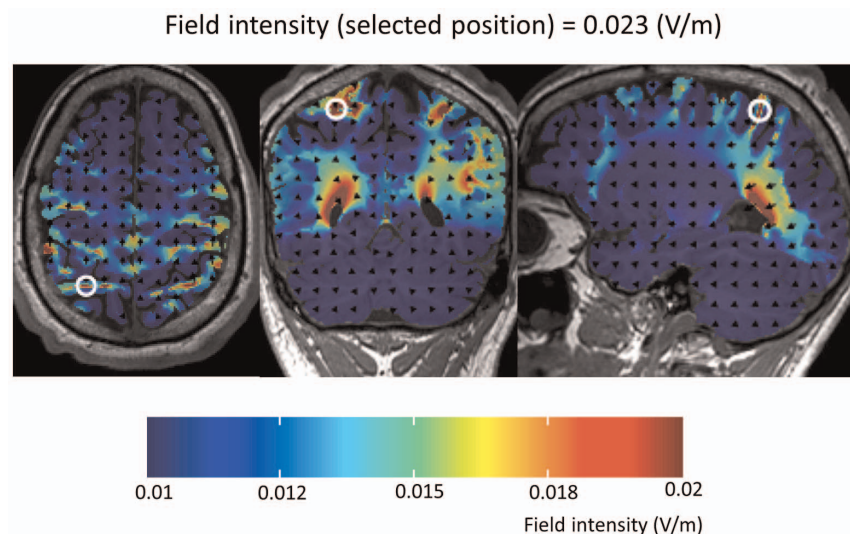 Field intensity (selected position) = 0.023 (V/m)
0.01 0.012 0.015 0.018 0.02
Field intensity (V/m)